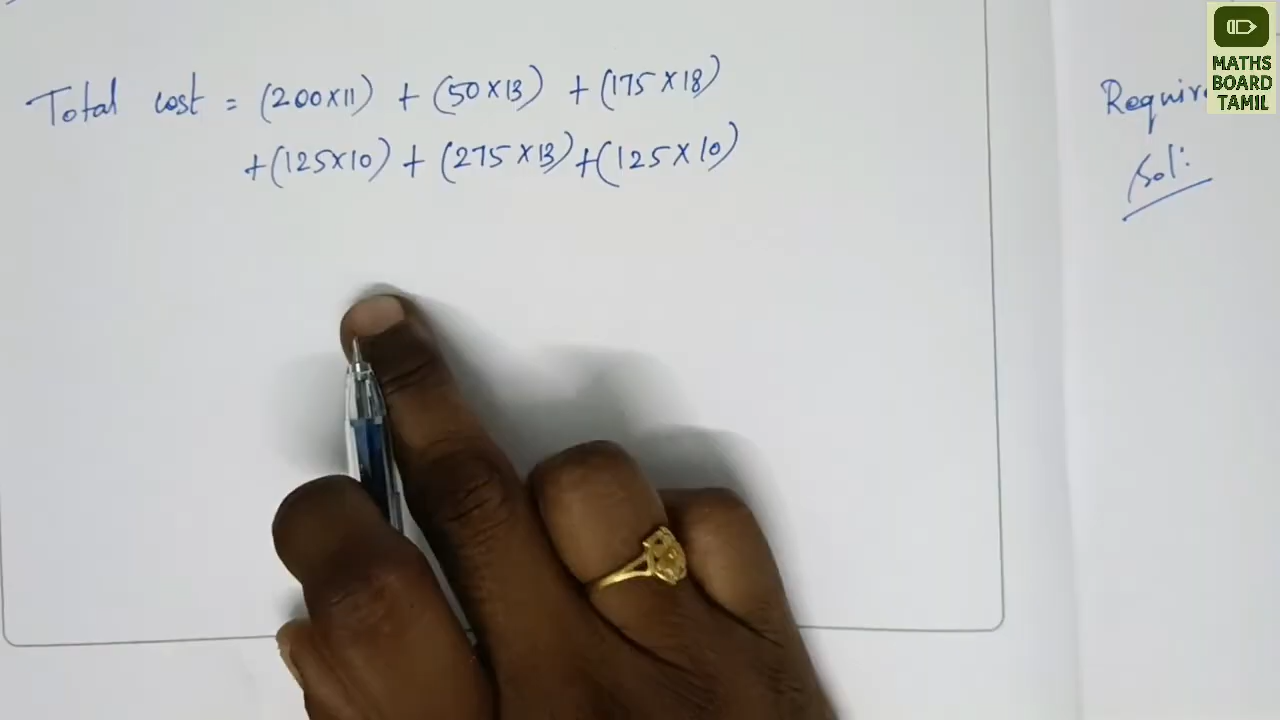 Total cost = (200×11) + (50×13) + (175×18)
+(125×10) + (275×13) +(125×10)
Sol:
MATHS
BOARD
TAMIL